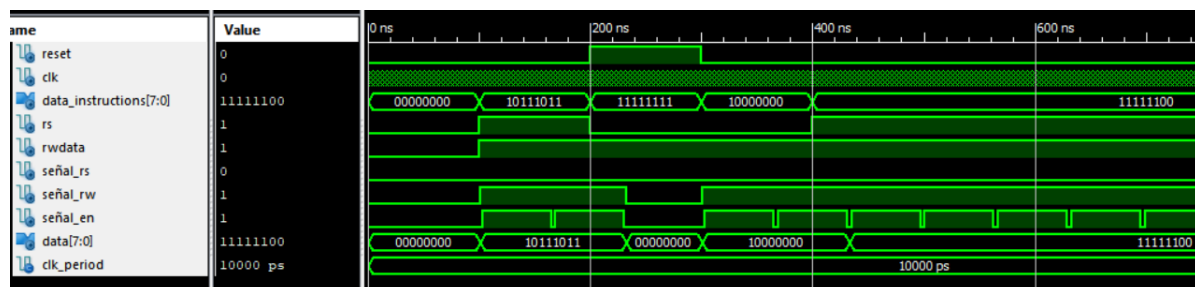 ame Value 0 ns 200 ns 400 ns 600 ns
reset 0
clk 0
data_instructions[7:0] 11111100 00000000 10111011 11111111 10000000 11111100
rs 1
rwdata 1
señal_rs 0
señal_rw 1
señal_en 1
data[7:0] 11111100 00000000 10111011 00000000 10000000 11111100
clk_period 10000 ps 10000 ps